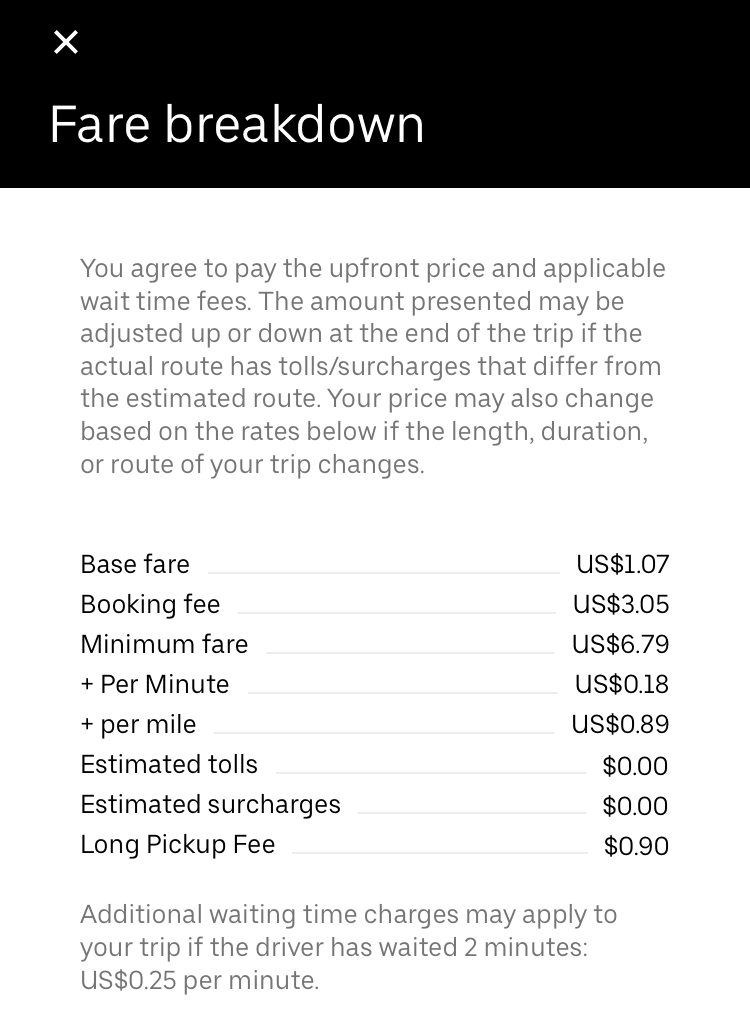 Fare breakdown
You agree to pay the upfront price and applicable
wait time fees. The amount presented may be
adjusted up or down at the end of the trip if the
actual route has tolls/surcharges that differ from
the estimated route. Your price may also change
based on the rates below if the length, duration,
or route of your trip changes.
Base fare US$1.07
Booking fee US$3.05
Minimum fare US$6.79
+ Per Minute US$0.18
+ per mile US$0.89
Estimated tolls $0.00
Estimated surcharges $0.00
Long Pickup Fee $0.90
Additional waiting time charges may apply to
your trip if the driver has waited 2 minutes:
US$0.25 per minute.